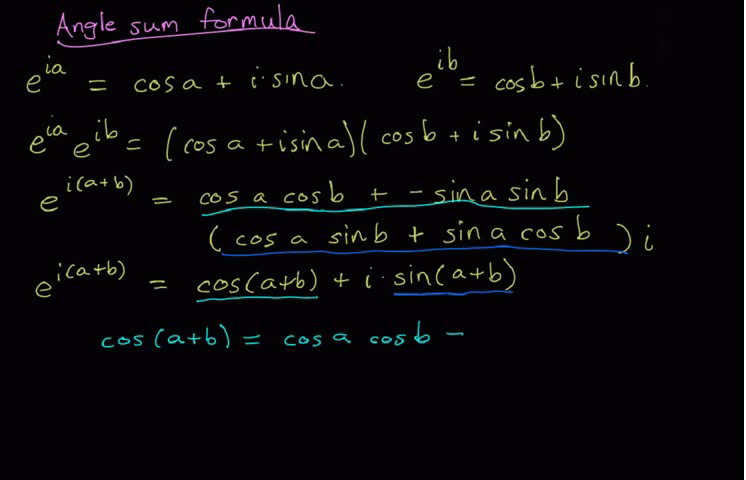 Angle sum formula
e^{ia} = cos a + i·sin a. e^{ib} = cos b + i sin b.
e^{ia} e^{ib} = (cos a + i sin a)(cos b + i sin b)
e^{i(a+b)} = cos a cos b + - sin a sin b
(cos a sin b + sin a cos b) i
e^{i(a+b)} = cos(a+b) + i· sin(a+b)
cos(a+b) = cos a cos b -